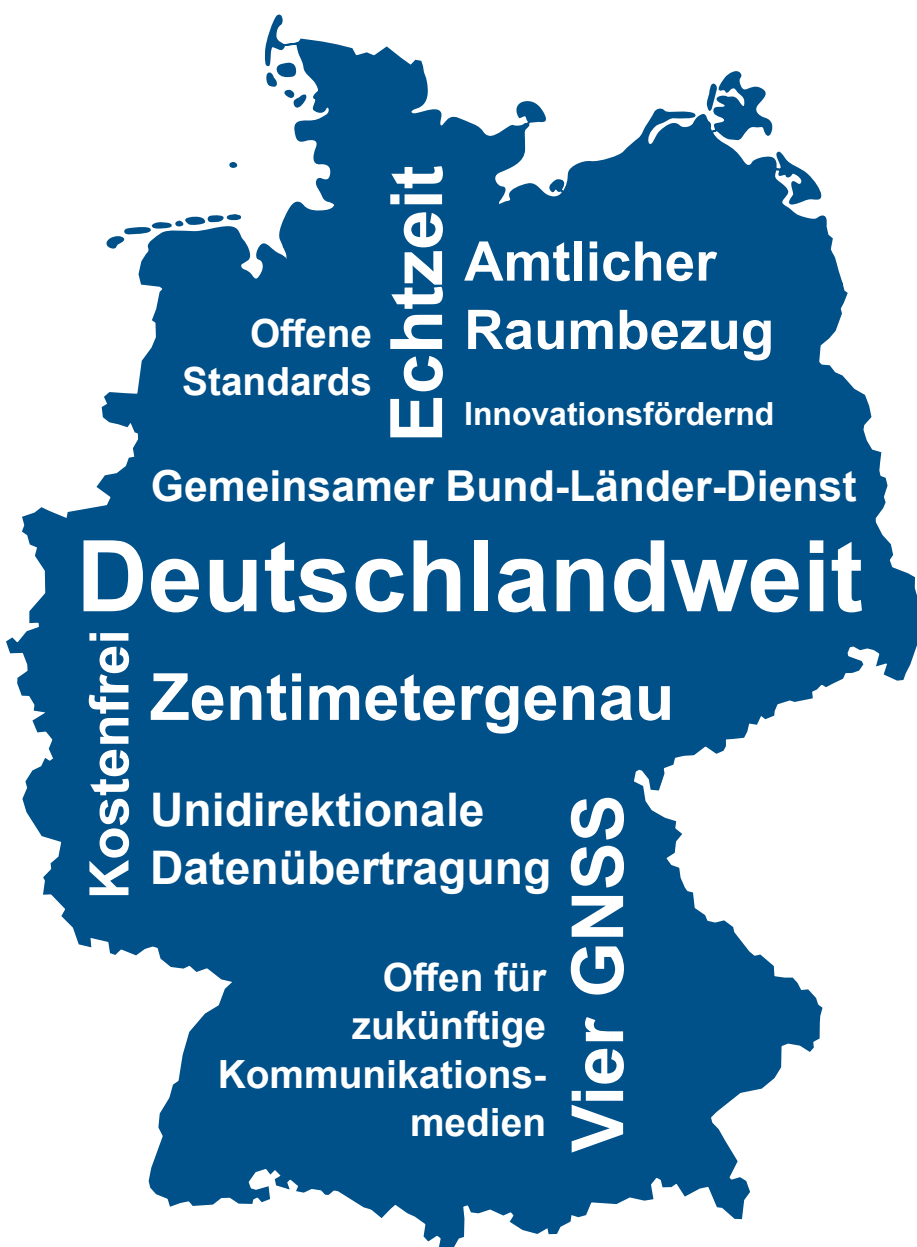 Echtzeit
Amtlicher
Raumbezug
Offene
Standards
Innovationsfördernd
Gemeinsamer Bund-Länder-Dienst
Deutschlandweit
Kostenfrei
Zentimetergenau
Unidirektionale
Datenübertragung
Vier GNSS
Offen für
zukünftige
Kommunikations-
medien